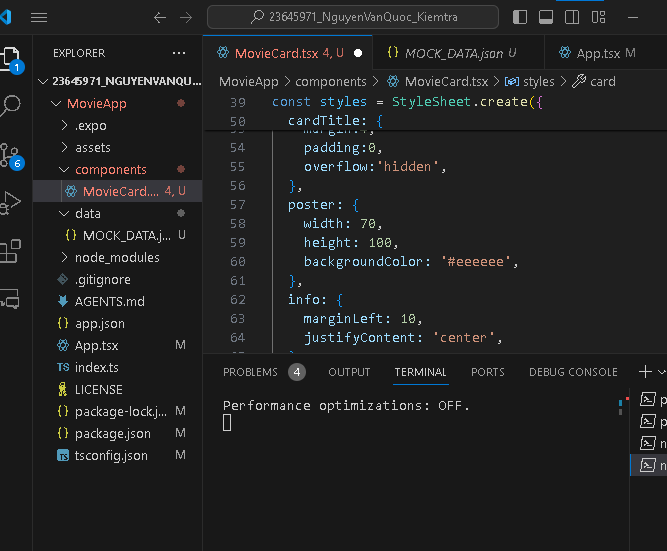 23645971_NguyenVanQuoc_Kiemtra
EXPLORER
23645971_NGUYENVANQU...
MovieApp
.expo
assets
components
MovieCard.... 4, U
data
MOCK_DATA.j... U
node_modules
.gitignore
AGENTS.md
app.json
App.tsx M
index.ts
LICENSE
package-lock.j... M
package.json M
tsconfig.json M
1
6
MovieCard.tsx 4, U
MOCK_DATA.json U
App.tsx M
MovieApp > components > MovieCard.tsx > styles > card
39 const styles = StyleSheet.create({
50 cardTitle: {
margin:4,
54 padding:0,
55 overflow:'hidden',
56 },
57 poster: {
58 width: 70,
59 height: 100,
60 backgroundColor: '#eeeeee',
61 },
62 info: {
63 marginLeft: 10,
64 justifyContent: 'center',
PROBLEMS 4 OUTPUT TERMINAL PORTS DEBUG CONSOLE
Performance optimizations: OFF.
p
p
n
n